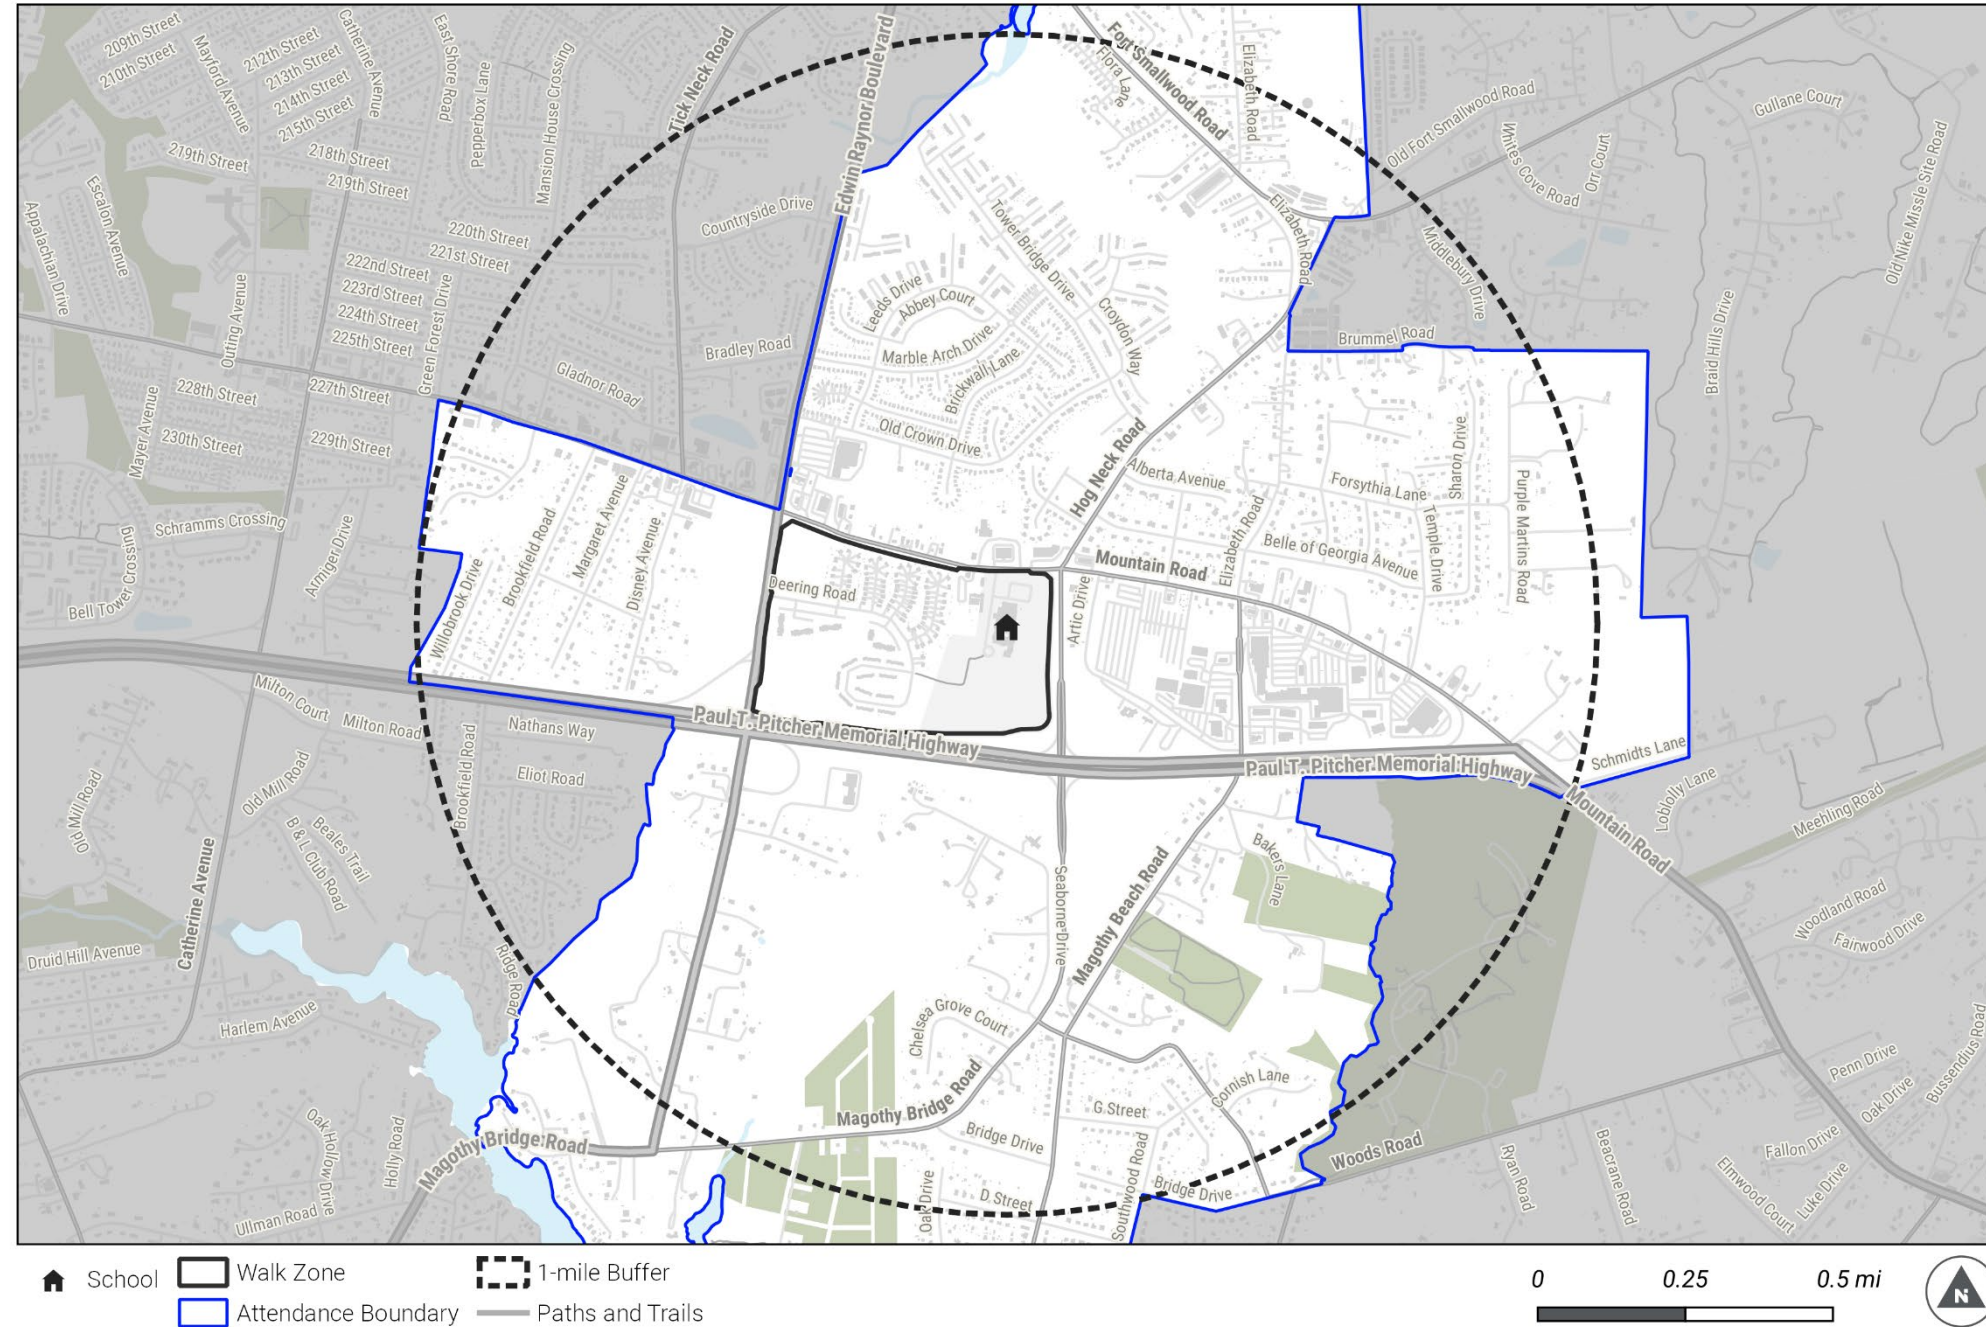 209th Street
210th Street
Mayford Avenue
212th Street
213th Street
214th Street
215th Street
Catherine Avenue
East Shore Road
Pepperbox Lane
Mansion House Crossing
Tick Neck Road
Edwin Raynor Boulevard
Flora Lane
Fort Smallwood Road
Elizabeth Road
Old Fort Smallwood Road
Whites Cove Road
Orr Court
Gullane Court
Old Nike Missle Site Road
219th Street
218th Street
219th Street
Escalon Avenue
Appalachian Drive
220th Street
221st Street
222nd Street
223rd Street
224th Street
225th Street
Green Forest Drive
Outing Avenue
Countryside Drive
Bradley Road
Gladnor Road
Tower Bridge Drive
Leeds Drive
Abbey Court
Croydon Way
Marble Arch Drive
Brickwall Lane
Old Crown Drive
Elizabeth Road
Middlebury Drive
Brummel Road
Braid Hills Drive
228th Street
227th Street
230th Street
229th Street
Mayer Avenue
Schramms Crossing
Bell Tower Crossing
Armiger Drive
Willobrook Drive
Brookfield Road
Margaret Avenue
Disney Avenue
Deering Road
Hog Neck Road
Alberta Avenue
Elizabeth Road
Forsythia Lane
Sharon Drive
Temple Drive
Purple Martins Road
Belle of Georgia Avenue
Mountain Road
Artic Drive
Milton Court
Milton Road
Brookfield Road
Nathans Way
Eliot Road
Paul T. Pitcher Memorial Highway
Paul T. Pitcher Memorial Highway
Schmidts Lane
Loblolly Lane
Mountain Road
Meehling Road
Old Mill Road
Old Mill Road
Beales Trail
B & L Club Road
Catherine Avenue
Druid Hill Avenue
Harlem Avenue
Ridge Road
Seaborne Drive
Magothy Beach Road
Bakers Lane
Woodland Road
Fairwood Drive
Chelsea Grove Court
Magothy Bridge Road
Cornish Lane
G Street
Bridge Drive
Oak Drive
D Street
Southwood Road
Bridge Drive
Woods Road
Ryan Road
Beacrane Road
Elmwood Court
Luke Drive
Fallon Drive
Oak Drive
Penn Drive
Bussendius Road
Oak Hollow Drive
Holly Road
Ullman Road
Magothy Bridge Road
School
Walk Zone
1-mile Buffer
Attendance Boundary
Paths and Trails
0 0.25 0.5 mi
N